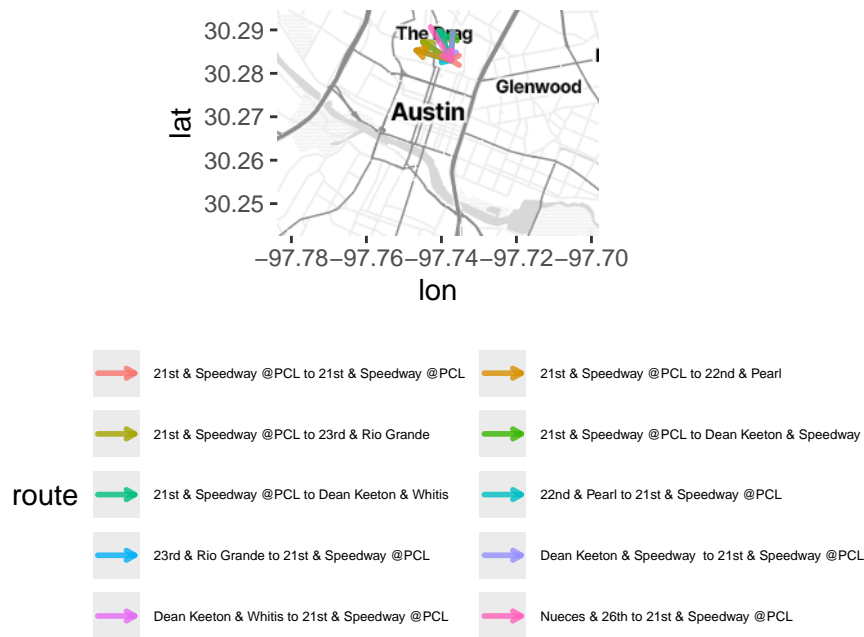 30.29
30.28
30.27
30.26
30.25
lat
The Drag
Glenwood
Austin
−97.78 −97.76 −97.74 −97.72 −97.70
lon
route
21st & Speedway @PCL to 21st & Speedway @PCL
21st & Speedway @PCL to 22nd & Pearl
21st & Speedway @PCL to 23rd & Rio Grande
21st & Speedway @PCL to Dean Keeton & Speedway
21st & Speedway @PCL to Dean Keeton & Whitis
22nd & Pearl to 21st & Speedway @PCL
23rd & Rio Grande to 21st & Speedway @PCL
Dean Keeton & Speedway  to 21st & Speedway @PCL
Dean Keeton & Whitis to 21st & Speedway @PCL
Nueces & 26th to 21st & Speedway @PCL